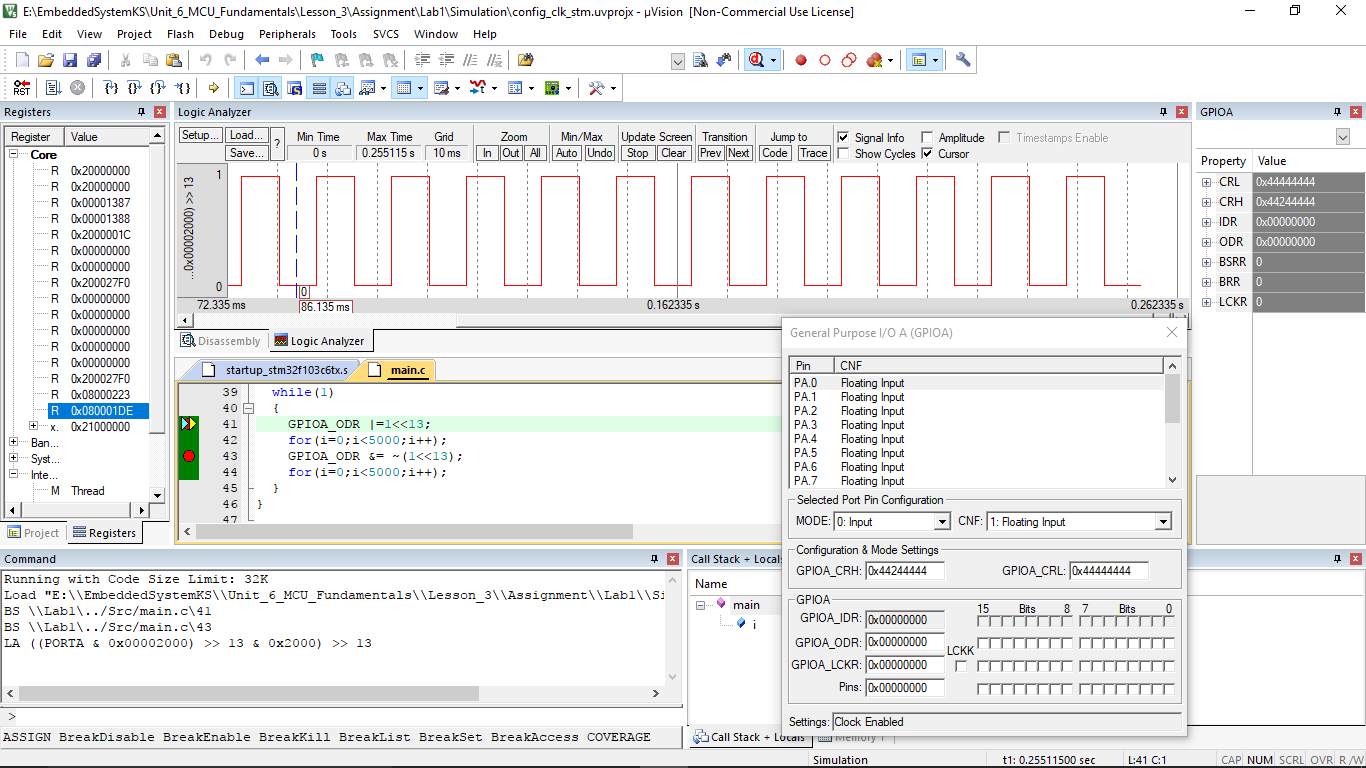 E:\EmbeddedSystemKS\Unit_6_MCU_Fundamentals\Lesson_3\Assignment\Lab1\Simulation\config_clk_stm.uvprojx - µVision [Non-Commercial Use License]
File Edit View Project Flash Debug Peripherals Tools SVCS Window Help
RST
Registers
Register Value
Core
R 0x20000000
R 0x20000000
R 0x00001387
R 0x00001388
R 0x2000001C
R 0x00000000
R 0x00000000
R 0x200027F0
R 0x00000000
R 0x00000000
R 0x00000000
R 0x00000000
R 0x00000000
R 0x200027F0
R 0x08000223
R 0x080001DE
x. 0x21000000
Ban...
Syst...
Inte...
M Thread
Project Registers
Logic Analyzer
Setup... Load... Save... ?
Min Time Max Time Grid Zoom Min/Max Update Screen Transition Jump to
0 s 0.255115 s 10 ms In Out All Auto Undo Stop Clear Prev Next Code Trace
Signal Info Amplitude Timestamps Enable
Show Cycles Cursor
...0x00002000) >> 13
1
0
0
72.335 ms 86.135 ms 0.162335 s 0.262335 s
Disassembly Logic Analyzer
startup_stm32f103c6tx.s main.c
39 while(1)
40 {
41 GPIOA_ODR |=1<<13;
42 for(i=0;i<5000;i++);
43 GPIOA_ODR &= ~(1<<13);
44 for(i=0;i<5000;i++);
45 }
46 }
47
GPIOA
Property Value
CRL 0x44444444
CRH 0x44244444
IDR 0x00000000
ODR 0x00000000
BSRR 0
BRR 0
LCKR 0
General Purpose I/O A (GPIOA)
Pin CNF
PA.0 Floating Input
PA.1 Floating Input
PA.2 Floating Input
PA.3 Floating Input
PA.4 Floating Input
PA.5 Floating Input
PA.6 Floating Input
PA.7 Floating Input
Selected Port Pin Configuration
MODE: 0: Input CNF: 1: Floating Input
Configuration & Mode Settings
GPIOA_CRH: 0x44244444 GPIOA_CRL: 0x44444444
GPIOA
15 Bits 8 7 Bits 0
GPIOA_IDR: 0x00000000
GPIOA_ODR: 0x00000000
LCKK
GPIOA_LCKR: 0x00000000
Pins: 0x00000000
Settings: Clock Enabled
Command
Running with Code Size Limit: 32K
Load "E:\\EmbeddedSystemKS\\Unit_6_MCU_Fundamentals\\Lesson_3\\Assignment\\Lab1\\Si
BS \\Lab1\../Src/main.c\41
BS \\Lab1\../Src/main.c\43
LA ((PORTA & 0x00002000) >> 13 & 0x2000) >> 13
>
ASSIGN BreakDisable BreakEnable BreakKill BreakList BreakSet BreakAccess COVERAGE
Call Stack + Locals
Name
main
i
Call Stack + Locals Memory 1
Simulation t1: 0.25511500 sec L:41 C:1 CAP NUM SCRL OVR R/W